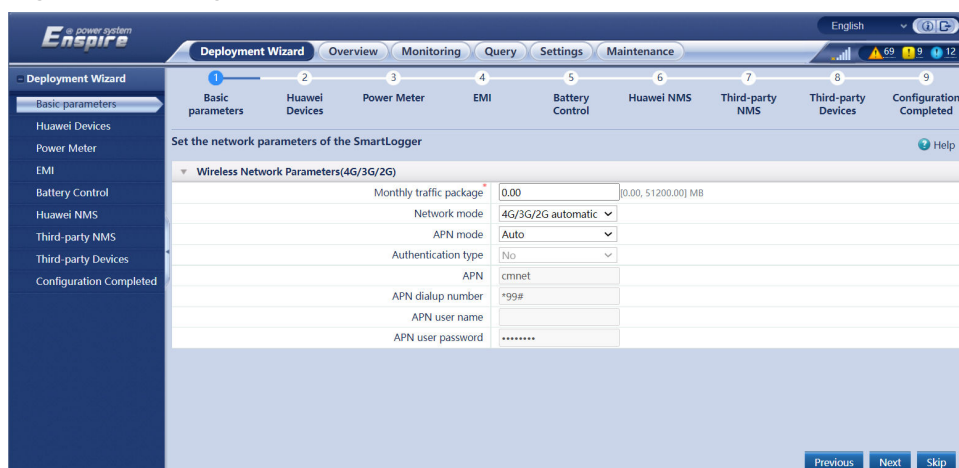 @ power system
Enspire
English
Deployment Wizard Overview Monitoring Query Settings Maintenance
69 9 12
Deployment Wizard
Basic parameters
Huawei Devices
Power Meter
EMI
Battery Control
Huawei NMS
Third-party NMS
Third-party Devices
Configuration Completed
1 2 3 4 5 6 7 8 9
Basic parameters
Huawei Devices
Power Meter
EMI
Battery Control
Huawei NMS
Third-party NMS
Third-party Devices
Configuration Completed
Set the network parameters of the SmartLogger
Help
Wireless Network Parameters(4G/3G/2G)
Monthly traffic package * 0.00 [0.00, 51200.00] MB
Network mode 4G/3G/2G automatic
APN mode Auto
Authentication type No
APN cmnet
APN dialup number *99#
APN user name
APN user password ••••••••
Previous Next Skip